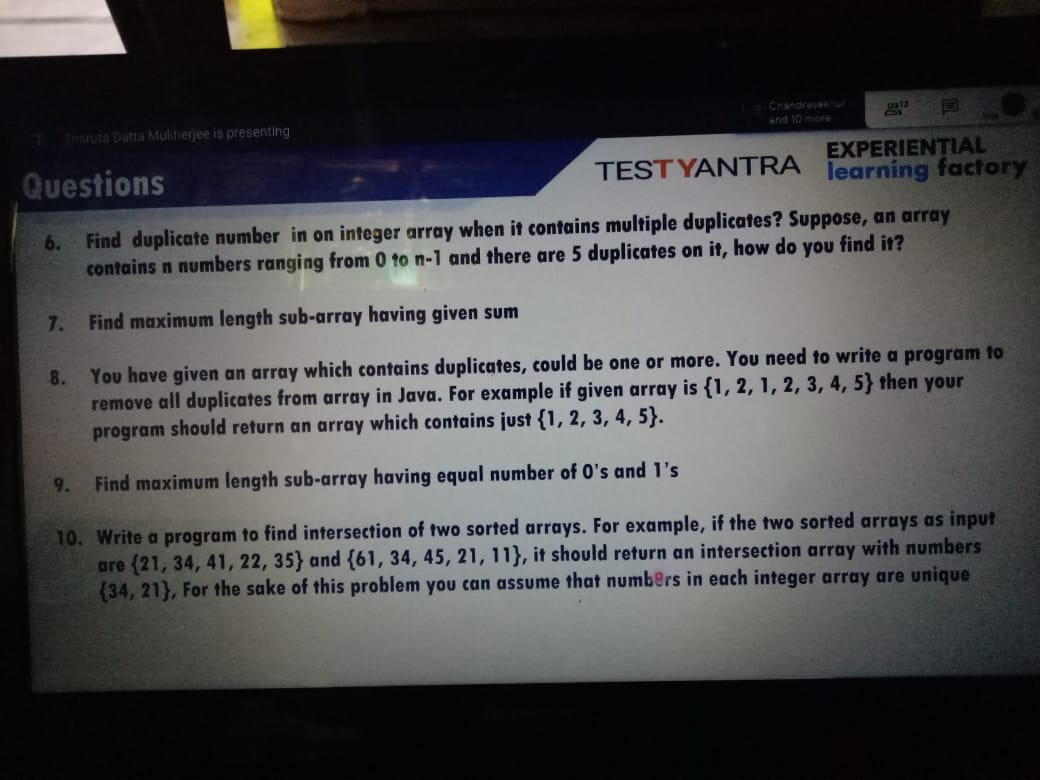 Datta Mukherjee is presenting
Chandrasekhar
and 10 more
Questions
TESTYANTRA
EXPERIENTIAL
learning factory
6. Find duplicate number in on integer array when it contains multiple duplicates? Suppose, an array
contains n numbers ranging from 0 to n-1 and there are 5 duplicates on it, how do you find it?
7. Find maximum length sub-array having given sum
8. You have given an array which contains duplicates, could be one or more. You need to write a program to
remove all duplicates from array in Java. For example if given array is {1, 2, 1, 2, 3, 4, 5} then your
program should return an array which contains just {1, 2, 3, 4, 5}.
9. Find maximum length sub-array having equal number of 0's and 1's
10. Write a program to find intersection of two sorted arrays. For example, if the two sorted arrays as input
are {21, 34, 41, 22, 35} and {61, 34, 45, 21, 11}, it should return an intersection array with numbers
{34, 21}, For the sake of this problem you can assume that numbers in each integer array are unique